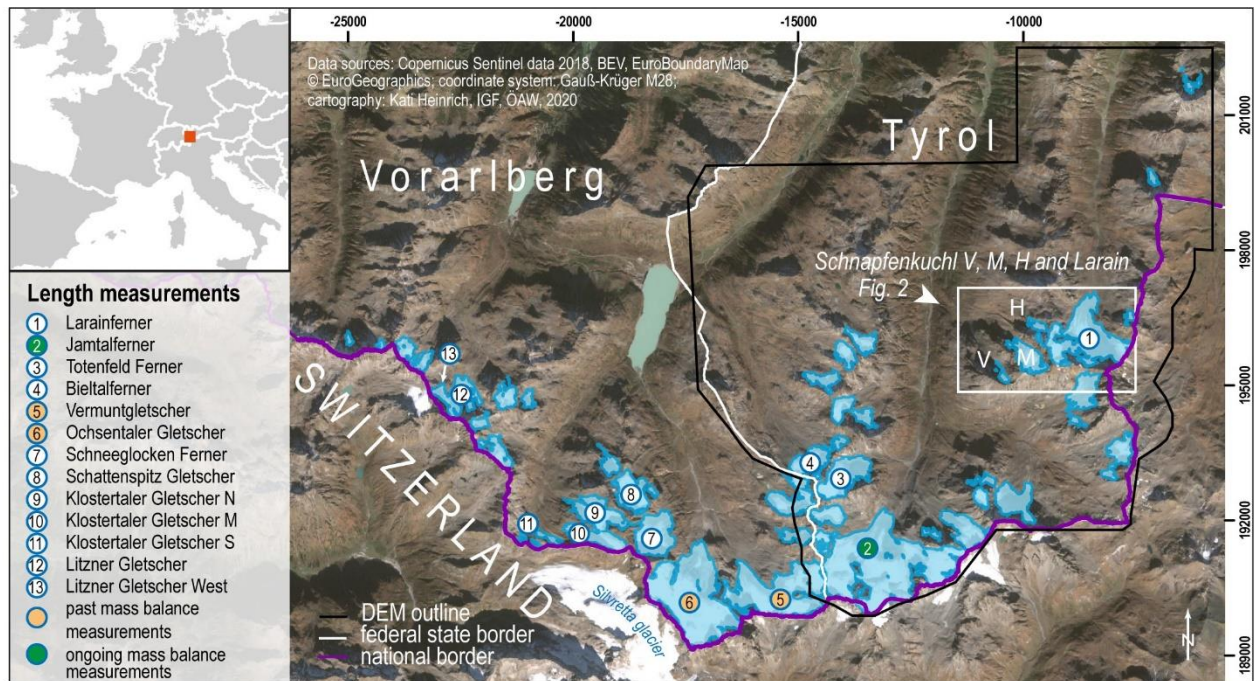 -25000
-20000
-15000
-10000
Data sources: Copernicus Sentinel data 2018, BEV, EuroBoundaryMap
© EuroGeographics; coordinate system: Gauß-Krüger M28;
cartography: Kati Heinrich, IGF, ÖAW, 2020
Tyrol
Vorarlberg
201000
198000
195000
192000
189000
Schnapfenkuchl V, M, H and Larain
Fig. 2
H
V
M
1
SWITZERLAND
13
12
11
10
9
8
7
6
5
4
3
2
Silvretta glacier
Length measurements
1 Larainferner
2 Jamtalferner
3 Totenfeld Ferner
4 Bieltalferner
5 Vermuntgletscher
6 Ochsentaler Gletscher
7 Schneeglocken Ferner
8 Schattenspitz Gletscher
9 Klostertaler Gletscher N
10 Klostertaler Gletscher M
11 Klostertaler Gletscher S
12 Litzner Gletscher
13 Litzner Gletscher West
past mass balance
measurements
ongoing mass balance
measurements
DEM outline
federal state border
national border
N